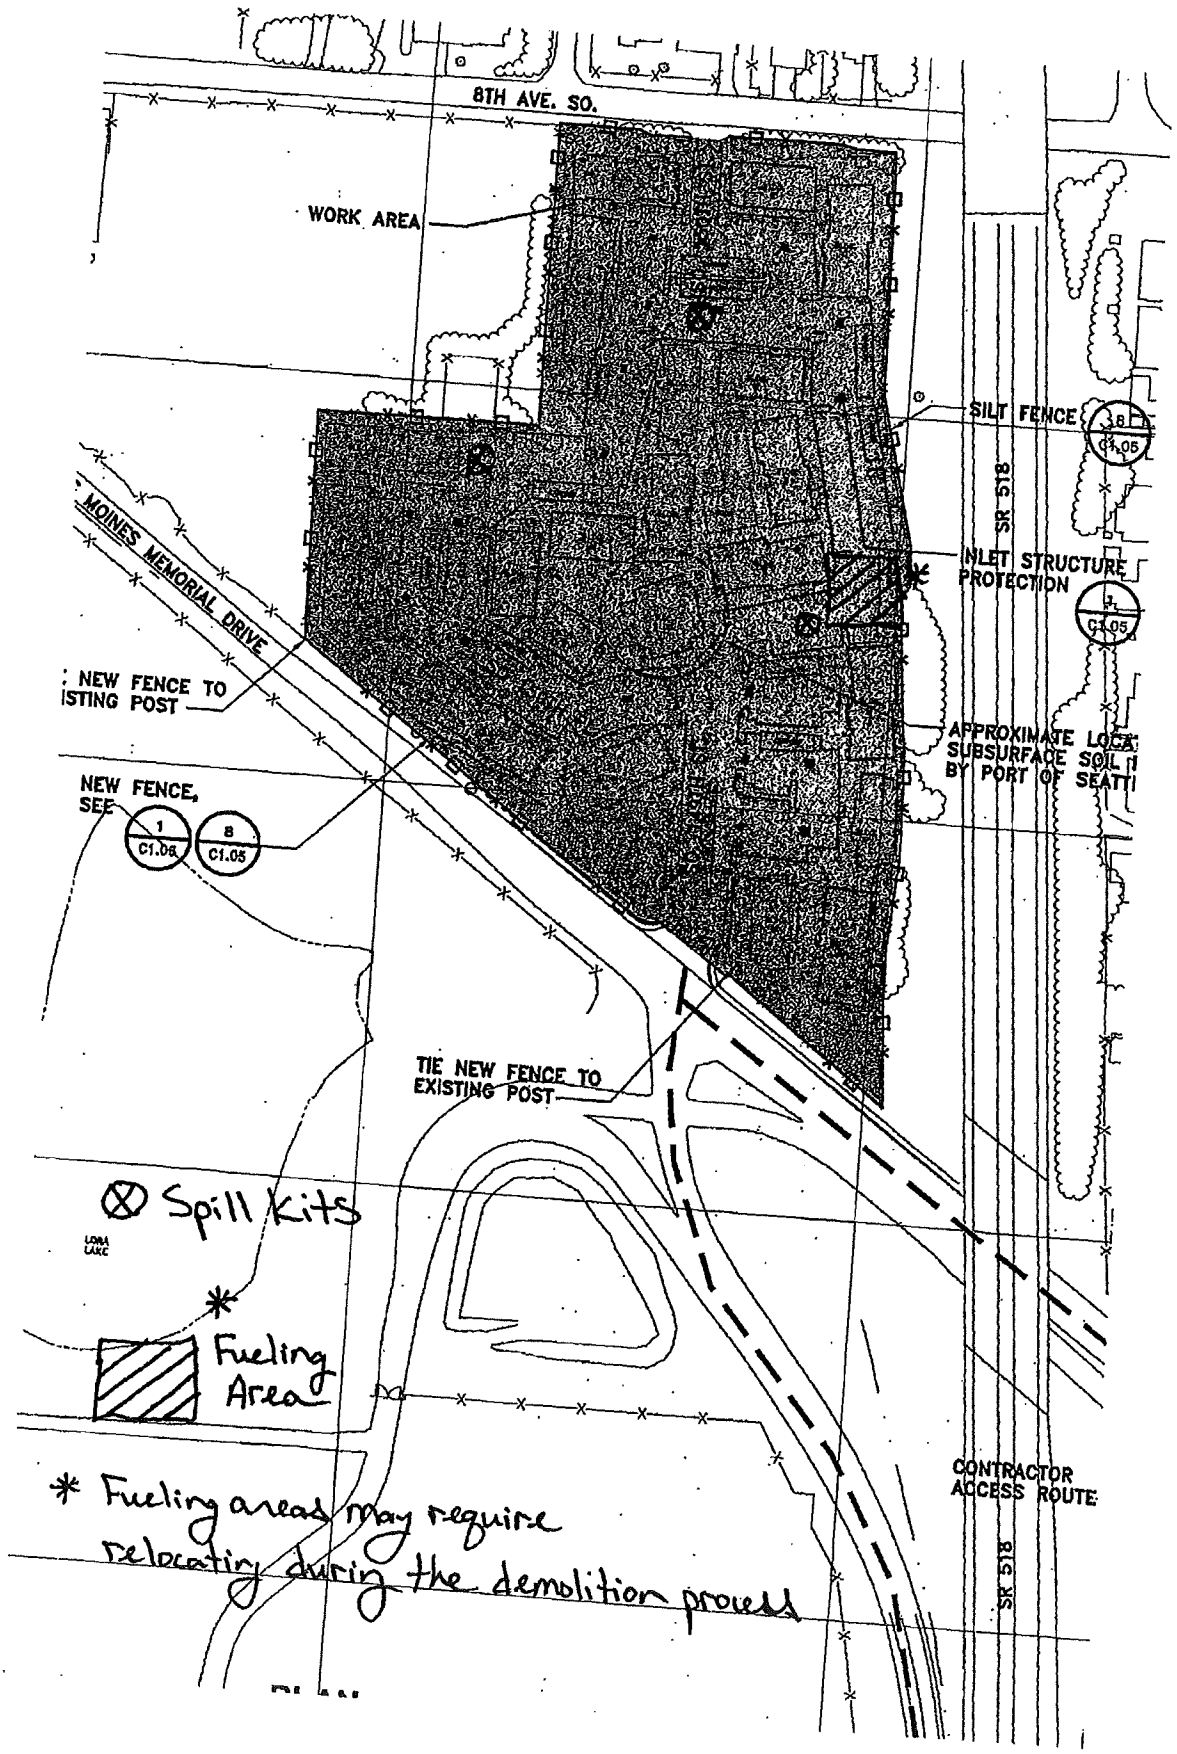 8TH AVE. SO.
WORK AREA
SILT FENCE
8
C1.05
SR 518
INLET STRUCTURE
PROTECTION
1
C1.05
MOINES MEMORIAL DRIVE
: NEW FENCE TO
ISTING POST
APPROXIMATE LOCA
SUBSURFACE SOIL
BY PORT OF SEATT
NEW FENCE,
SEE
1
C1.06
8
C1.05
TIE NEW FENCE TO
EXISTING POST
Spill Kits
LORA
LAKE
*
Fueling
Area
CONTRACTOR
ACCESS ROUTE
* Fueling areas may require
relocating during the demolition process
SR 518